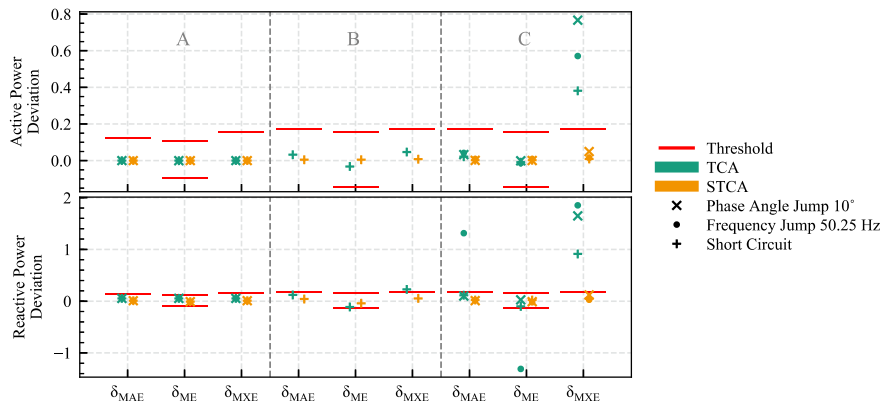 0.8
0.6
0.4
0.2
0.0
Active Power
Deviation
A
B
C
2
1
0
−1
Reactive Power
Deviation
δMAE
δME
δMXE
δMAE
δME
δMXE
δMAE
δME
δMXE
Threshold
TCA
STCA
Phase Angle Jump 10°
Frequency Jump 50.25 Hz
Short Circuit